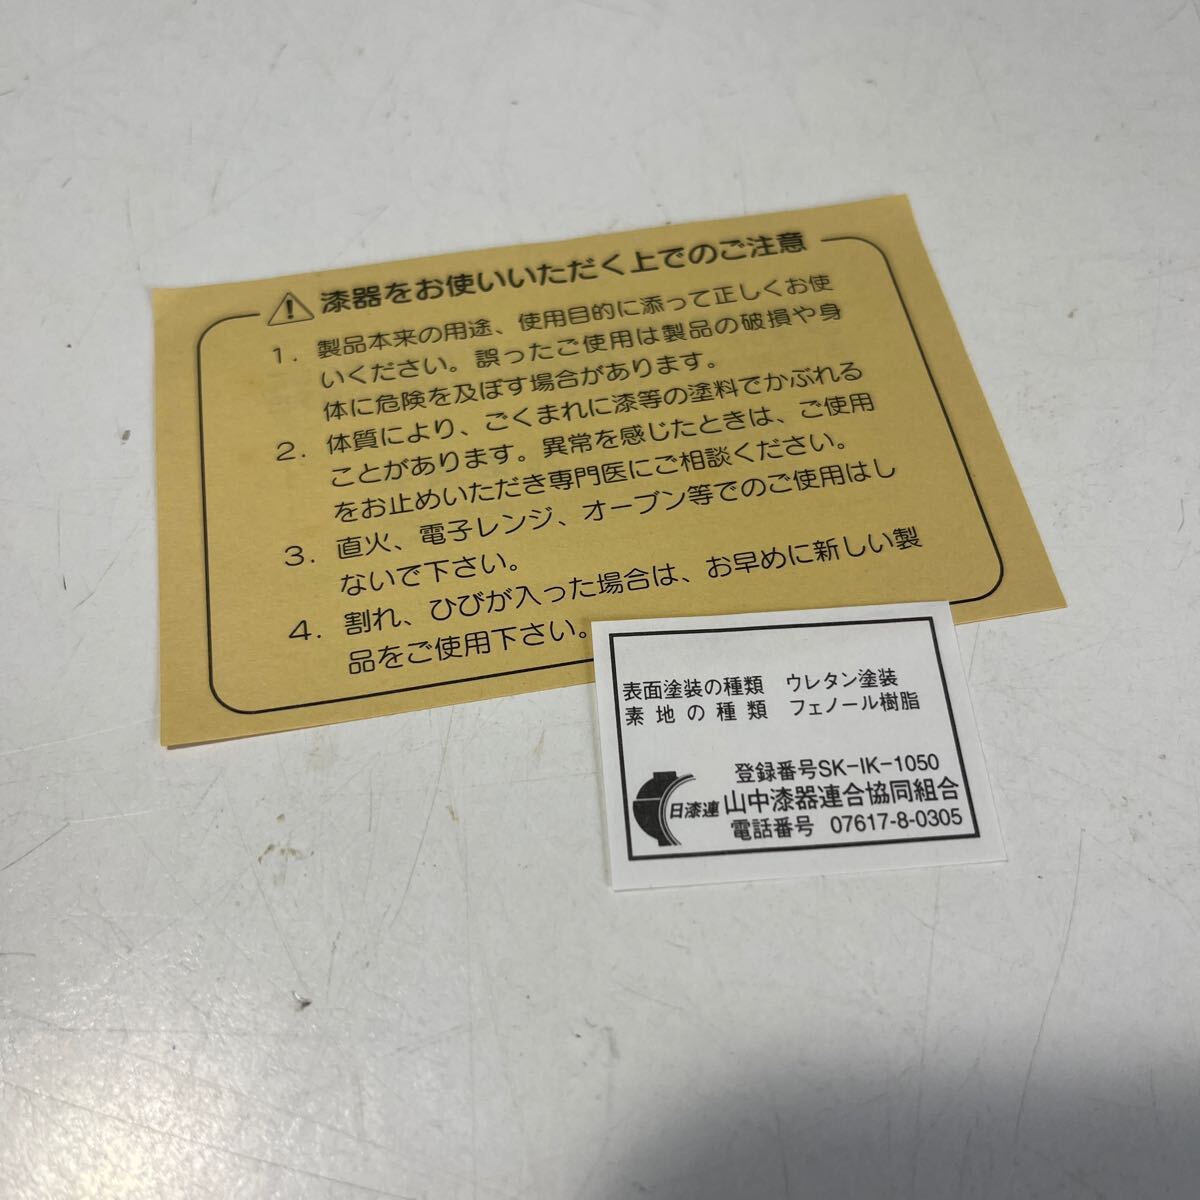 漆器をお使いいただく上でのご注意
1. 製品本来の用途、使用目的に添って正しくお使
いください。誤ったご使用は製品の破損や身
体に危険を及ぼす場合があります。
2. 体質により、ごくまれに漆等の塗料でかぶれる
ことがあります。異常を感じたときは、ご使用
をお止めいただき専門医にご相談ください。
3. 直火、電子レンジ、オーブン等でのご使用はし
ないで下さい。
4. 割れ、ひびが入った場合は、お早めに新しい製
品をご使用下さい。
表面塗装の種類 ウレタン塗装
素地の種類 フェノール樹脂
登録番号SK-IK-1050
日漆連 山中漆器連合協同組合
電話番号 07617-8-0305